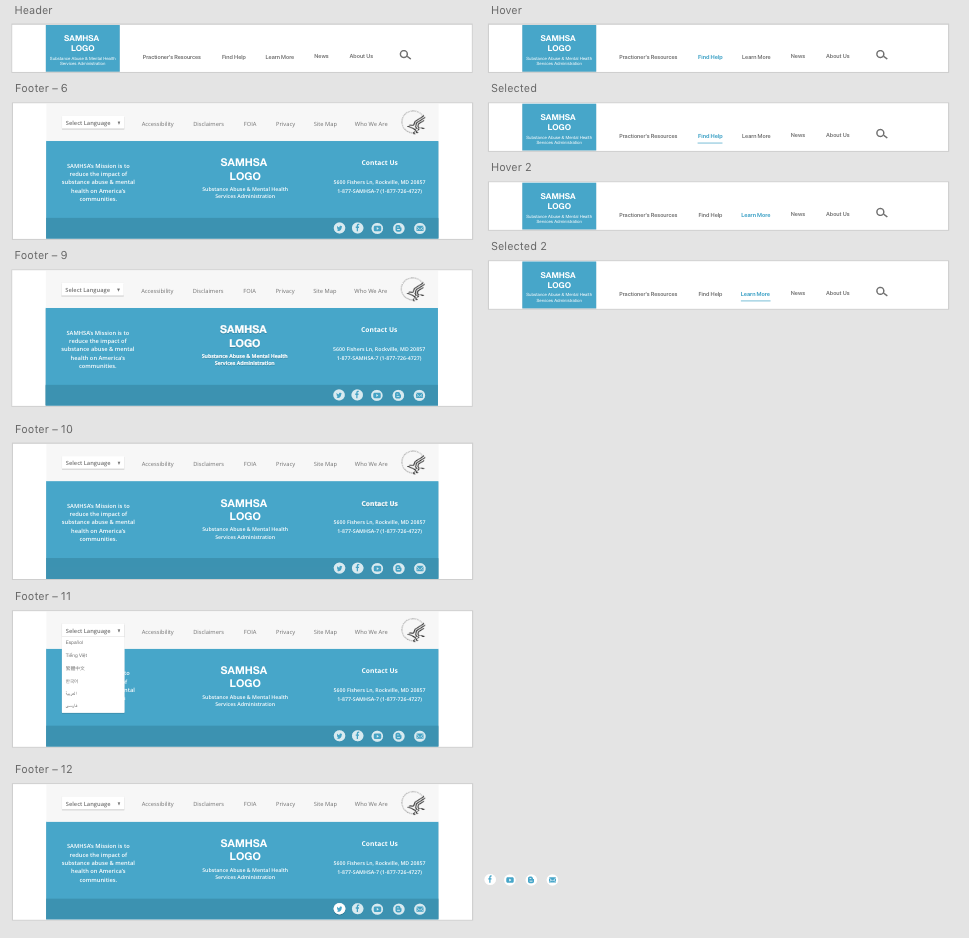 Header
SAMHSA
LOGO
Substance Abuse & Mental Health
Services Administration
Practioner's Resources Find Help Learn More News About Us
Footer – 6
Select Language Accessibility Disclaimers FOIA Privacy Site Map Who We Are
SAMHSA's Mission is to
reduce the impact of
substance abuse & mental
health on America's
communities.
SAMHSA
LOGO
Substance Abuse & Mental Health
Services Administration
Contact Us
5600 Fishers Ln, Rockville, MD 20857
1-877-SAMHSA-7 (1-877-726-4727)
Footer – 9
Select Language Accessibility Disclaimers FOIA Privacy Site Map Who We Are
SAMHSA's Mission is to
reduce the impact of
substance abuse & mental
health on America's
communities.
SAMHSA
LOGO
Substance Abuse & Mental Health
Services Administration
Contact Us
5600 Fishers Ln, Rockville, MD 20857
1-877-SAMHSA-7 (1-877-726-4727)
Footer – 10
Select Language Accessibility Disclaimers FOIA Privacy Site Map Who We Are
SAMHSA's Mission is to
reduce the impact of
substance abuse & mental
health on America's
communities.
SAMHSA
LOGO
Substance Abuse & Mental Health
Services Administration
Contact Us
5600 Fishers Ln, Rockville, MD 20857
1-877-SAMHSA-7 (1-877-726-4727)
Footer – 11
Select Language Accessibility Disclaimers FOIA Privacy Site Map Who We Are
Español
Tiếng Việt
繁體中文
한국어
العربية
فارسی
SAMHSA
LOGO
Substance Abuse & Mental Health
Services Administration
Contact Us
5600 Fishers Ln, Rockville, MD 20857
1-877-SAMHSA-7 (1-877-726-4727)
Footer – 12
Select Language Accessibility Disclaimers FOIA Privacy Site Map Who We Are
SAMHSA's Mission is to
reduce the impact of
substance abuse & mental
health on America's
communities.
SAMHSA
LOGO
Substance Abuse & Mental Health
Services Administration
Contact Us
5600 Fishers Ln, Rockville, MD 20857
1-877-SAMHSA-7 (1-877-726-4727)
Hover
SAMHSA
LOGO
Substance Abuse & Mental Health
Services Administration
Practioner's Resources Find Help Learn More News About Us
Selected
SAMHSA
LOGO
Substance Abuse & Mental Health
Services Administration
Practioner's Resources Find Help Learn More News About Us
Hover 2
SAMHSA
LOGO
Substance Abuse & Mental Health
Services Administration
Practioner's Resources Find Help Learn More News About Us
Selected 2
SAMHSA
LOGO
Substance Abuse & Mental Health
Services Administration
Practioner's Resources Find Help Learn More News About Us